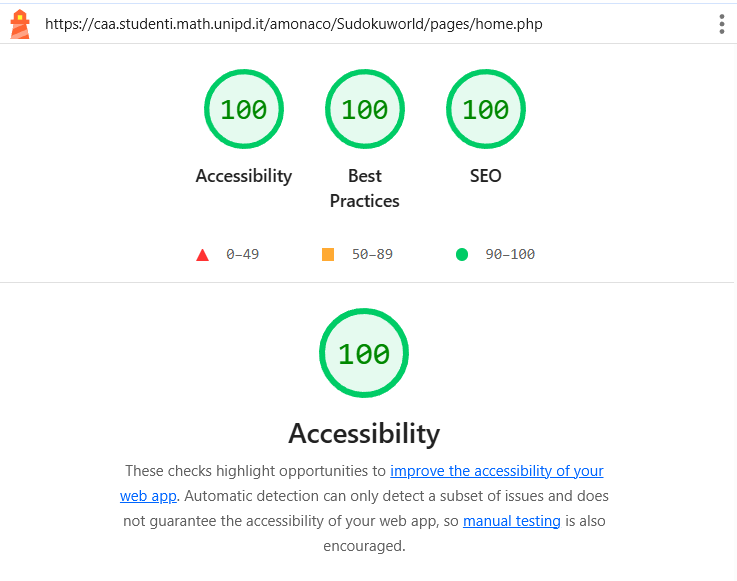 https://caa.studenti.math.unipd.it/amonaco/Sudokuworld/pages/home.php
100 100 100
Accessibility Best Practices SEO
0–49 50–89 90–100
100
Accessibility
These checks highlight opportunities to improve the accessibility of your
web app. Automatic detection can only detect a subset of issues and does
not guarantee the accessibility of your web app, so manual testing is also
encouraged.